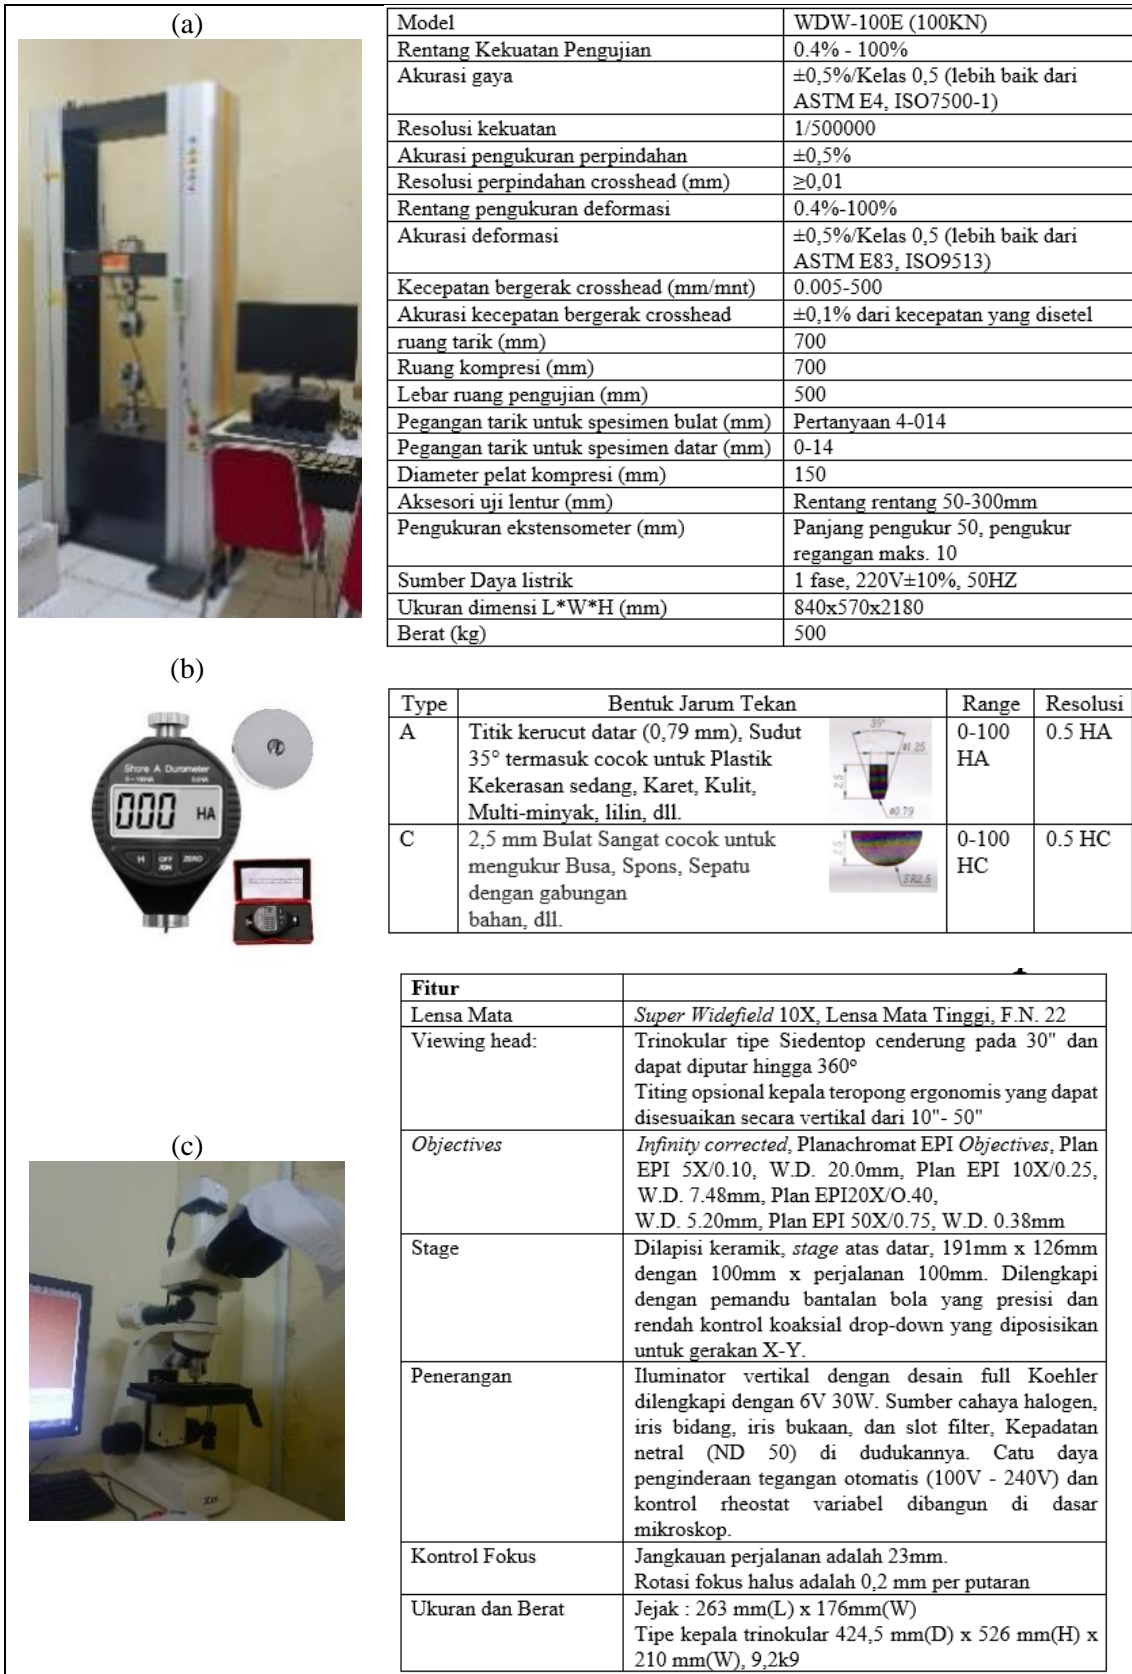 (a)
Model WDW-100E (100KN)
Rentang Kekuatan Pengujian 0.4% - 100%
Akurasi gaya ±0,5%/Kelas 0,5 (lebih baik dari
ASTM E4, ISO7500-1)
Resolusi kekuatan 1/500000
Akurasi pengukuran perpindahan ±0,5%
Resolusi perpindahan crosshead (mm) ≥0,01
Rentang pengukuran deformasi 0.4%-100%
Akurasi deformasi ±0,5%/Kelas 0,5 (lebih baik dari
ASTM E83, ISO9513)
Kecepatan bergerak crosshead (mm/mnt) 0.005-500
Akurasi kecepatan bergerak crosshead ±0,1% dari kecepatan yang disetel
ruang tarik (mm) 700
Ruang kompresi (mm) 700
Lebar ruang pengujian (mm) 500
Pegangan tarik untuk spesimen bulat (mm) Pertanyaan 4-014
Pegangan tarik untuk spesimen datar (mm) 0-14
Diameter pelat kompresi (mm) 150
Aksesori uji lentur (mm) Rentang rentang 50-300mm
Pengukuran ekstensometer (mm) Panjang pengukur 50, pengukur
regangan maks. 10
Sumber Daya listrik 1 fase, 220V±10%, 50HZ
Ukuran dimensi L*W*H (mm) 840x570x2180
Berat (kg) 500
(b)
Shore A Durometer
0~100HA 0.5HA
000 HA
H OFF /ON ZERO
Type Bentuk Jarum Tekan Range Resolusi
A Titik kerucut datar (0,79 mm), Sudut 0-100 0.5 HA
35° termasuk cocok untuk Plastik HA
Kekerasan sedang, Karet, Kulit,
Multi-minyak, lilin, dll.
35°
ø1.25
2.5
ø0.79
C 2,5 mm Bulat Sangat cocok untuk 0-100 0.5 HC
mengukur Busa, Spons, Sepatu HC
dengan gabungan
bahan, dll.
2.5
SR2.5
(c)
Fitur
Lensa Mata Super Widefield 10X, Lensa Mata Tinggi, F.N. 22
Viewing head: Trinokular tipe Siedentop cenderung pada 30" dan
dapat diputar hingga 360°
Titing opsional kepala teropong ergonomis yang dapat
disesuaikan secara vertikal dari 10"- 50"
Objectives Infinity corrected, Planachromat EPI Objectives, Plan
EPI 5X/0.10, W.D. 20.0mm, Plan EPI 10X/0.25,
W.D. 7.48mm, Plan EPI20X/O.40,
W.D. 5.20mm, Plan EPI 50X/0.75, W.D. 0.38mm
Stage Dilapisi keramik, stage atas datar, 191mm x 126mm
dengan 100mm x perjalanan 100mm. Dilengkapi
dengan pemandu bantalan bola yang presisi dan
rendah kontrol koaksial drop-down yang diposisikan
untuk gerakan X-Y.
Penerangan Iluminator vertikal dengan desain full Koehler
dilengkapi dengan 6V 30W. Sumber cahaya halogen,
iris bidang, iris bukaan, dan slot filter, Kepadatan
netral (ND 50) di dudukannya. Catu daya
penginderaan tegangan otomatis (100V - 240V) dan
kontrol rheostat variabel dibangun di dasar
mikroskop.
Kontrol Fokus Jangkauan perjalanan adalah 23mm.
Rotasi fokus halus adalah 0,2 mm per putaran
Ukuran dan Berat Jejak : 263 mm(L) x 176mm(W)
Tipe kepala trinokular 424,5 mm(D) x 526 mm(H) x
210 mm(W), 9,2k9